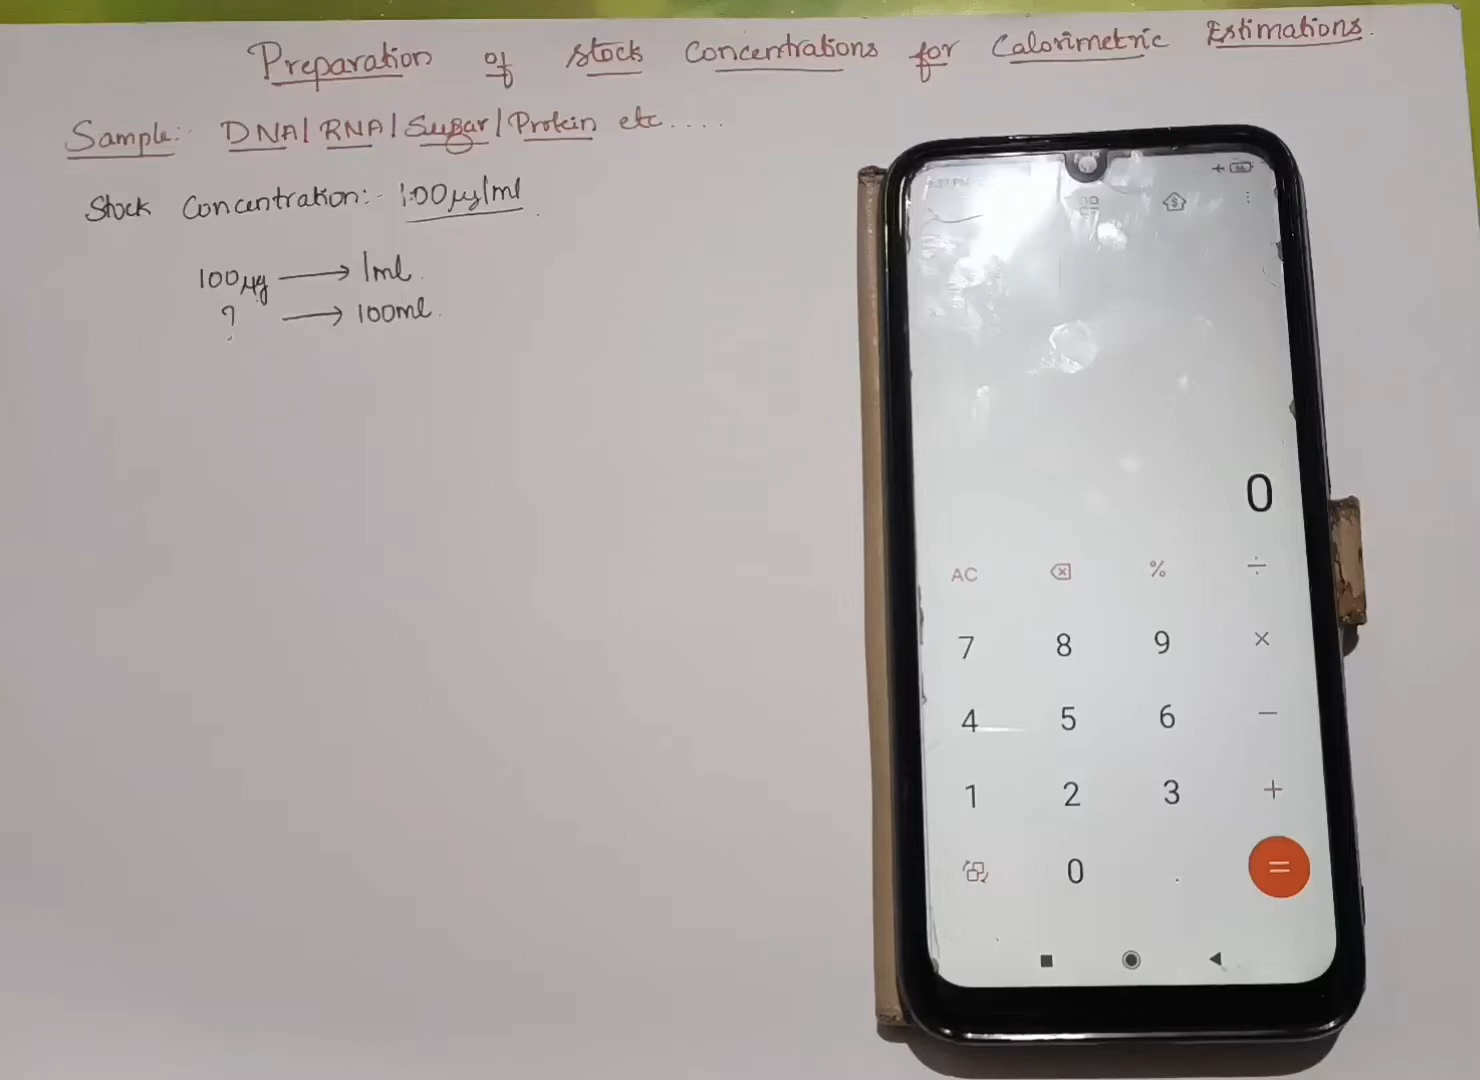 Preparation of stock Concentrations for Calorimetric Estimations.
Sample:- DNA/ RNA/ Sugar/ Protein etc....
Stock Concentration:- 100µg/ml.
100µg → 1ml.
? → 100ml.
0
AC % ÷
7 8 9 ×
4 5 6 −
1 2 3 +
0 . =